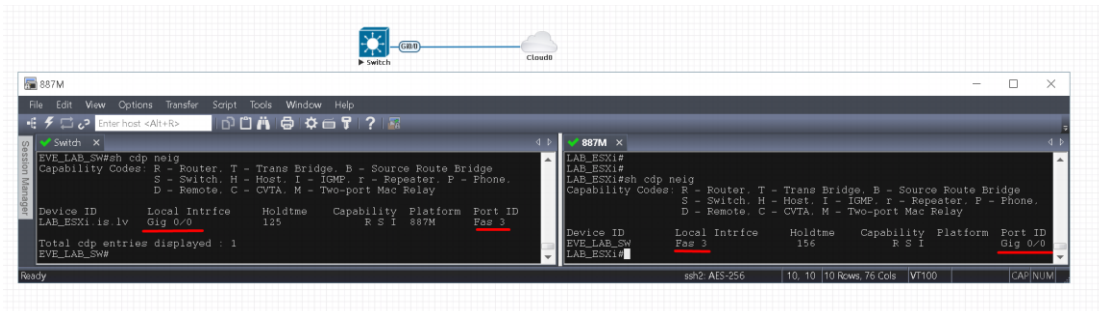 Gi0/0
Switch
Cloud0
887M
File Edit View Options Transfer Script Tools Window Help
Enter host <Alt+R>
Session Manager
Switch
EVE_LAB_SW#sh cdp neig
Capability Codes: R - Router, T - Trans Bridge, B - Source Route Bridge
S - Switch, H - Host, I - IGMP, r - Repeater, P - Phone,
D - Remote, C - CVTA, M - Two-port Mac Relay
Device ID Local Intrfce Holdtme Capability Platform Port ID
LAB_ESXi.is.lv Gig 0/0 125 R S I 887M Fas 3
Total cdp entries displayed : 1
EVE_LAB_SW#
887M
LAB_ESXi#
LAB_ESXi#
LAB_ESXi#sh cdp neig
Capability Codes: R - Router, T - Trans Bridge, B - Source Route Bridge
S - Switch, H - Host, I - IGMP, r - Repeater, P - Phone,
D - Remote, C - CVTA, M - Two-port Mac Relay
Device ID Local Intrfce Holdtme Capability Platform Port ID
EVE_LAB_SW Fas 3 156 R S I Gig 0/0
LAB_ESXi#
Ready
ssh2: AES-256 10, 10 10 Rows, 76 Cols VT100 CAP NUM